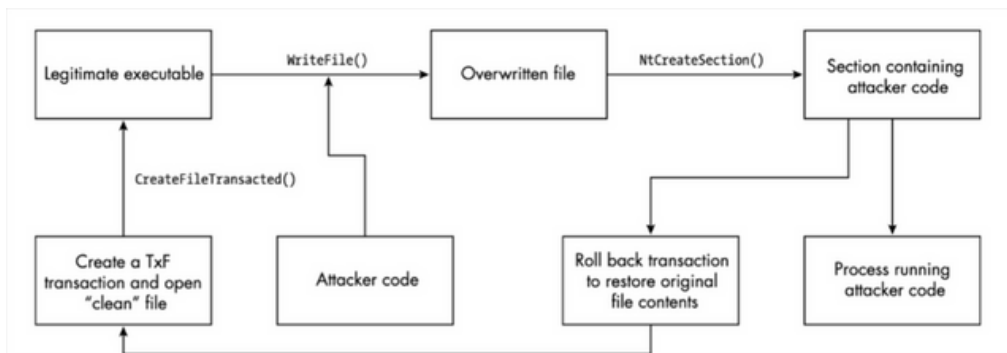 Legitimate executable
WriteFile()
Overwritten file
NtCreateSection()
Section containing
attacker code
CreateFileTransacted()
Create a TxF
transaction and open
“clean” file
Attacker code
Roll back transaction
to restore original
file contents
Process running
attacker code